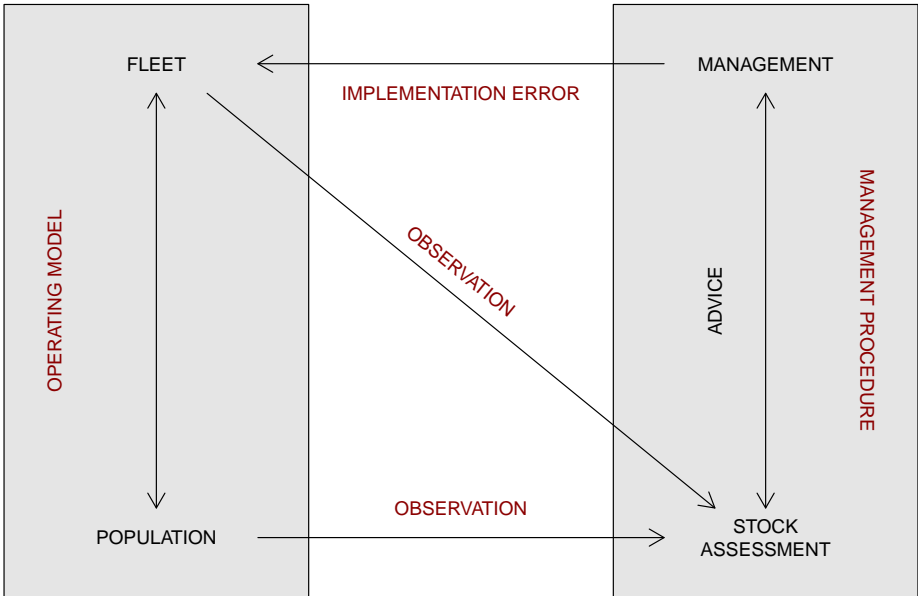 FLEET
MANAGEMENT
IMPLEMENTATION ERROR
OPERATING MODEL
OBSERVATION
ADVICE
MANAGEMENT PROCEDURE
OBSERVATION
POPULATION
STOCK
ASSESSMENT